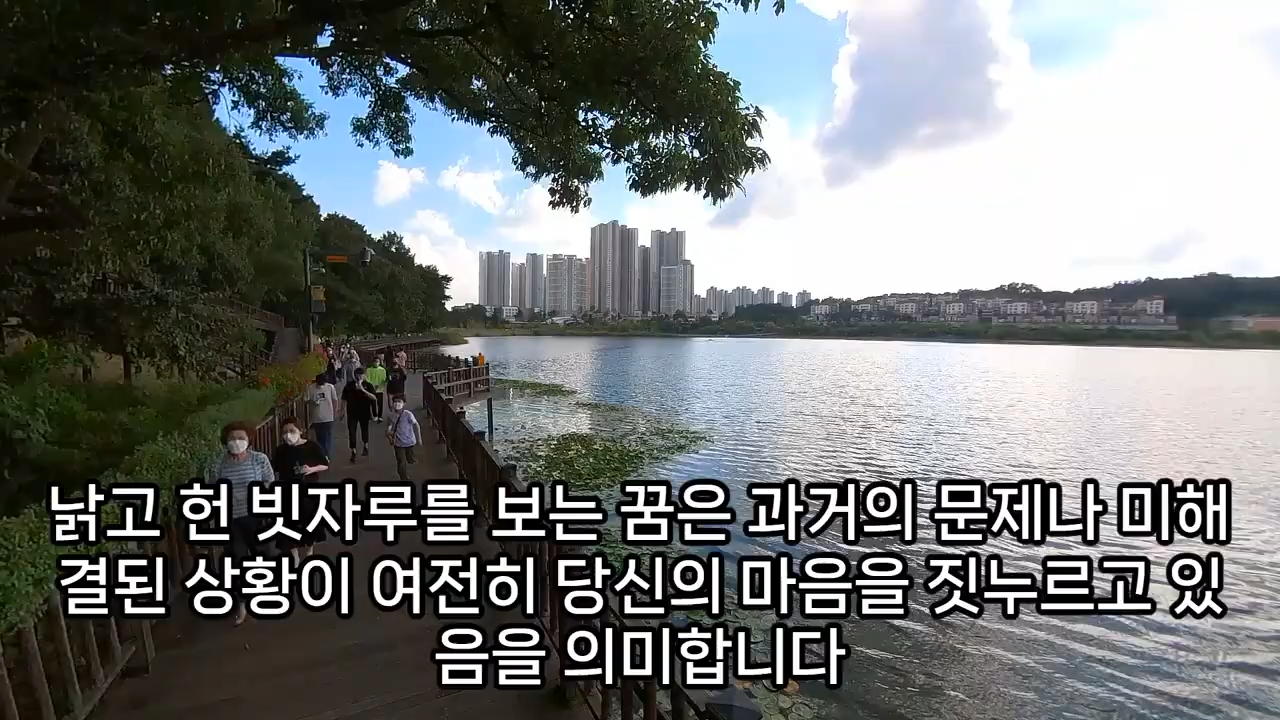 낡고 헌 빗자루를 보는 꿈은 과거의 문제나 미해
결된 상황이 여전히 당신의 마음을 짓누르고 있
음을 의미합니다